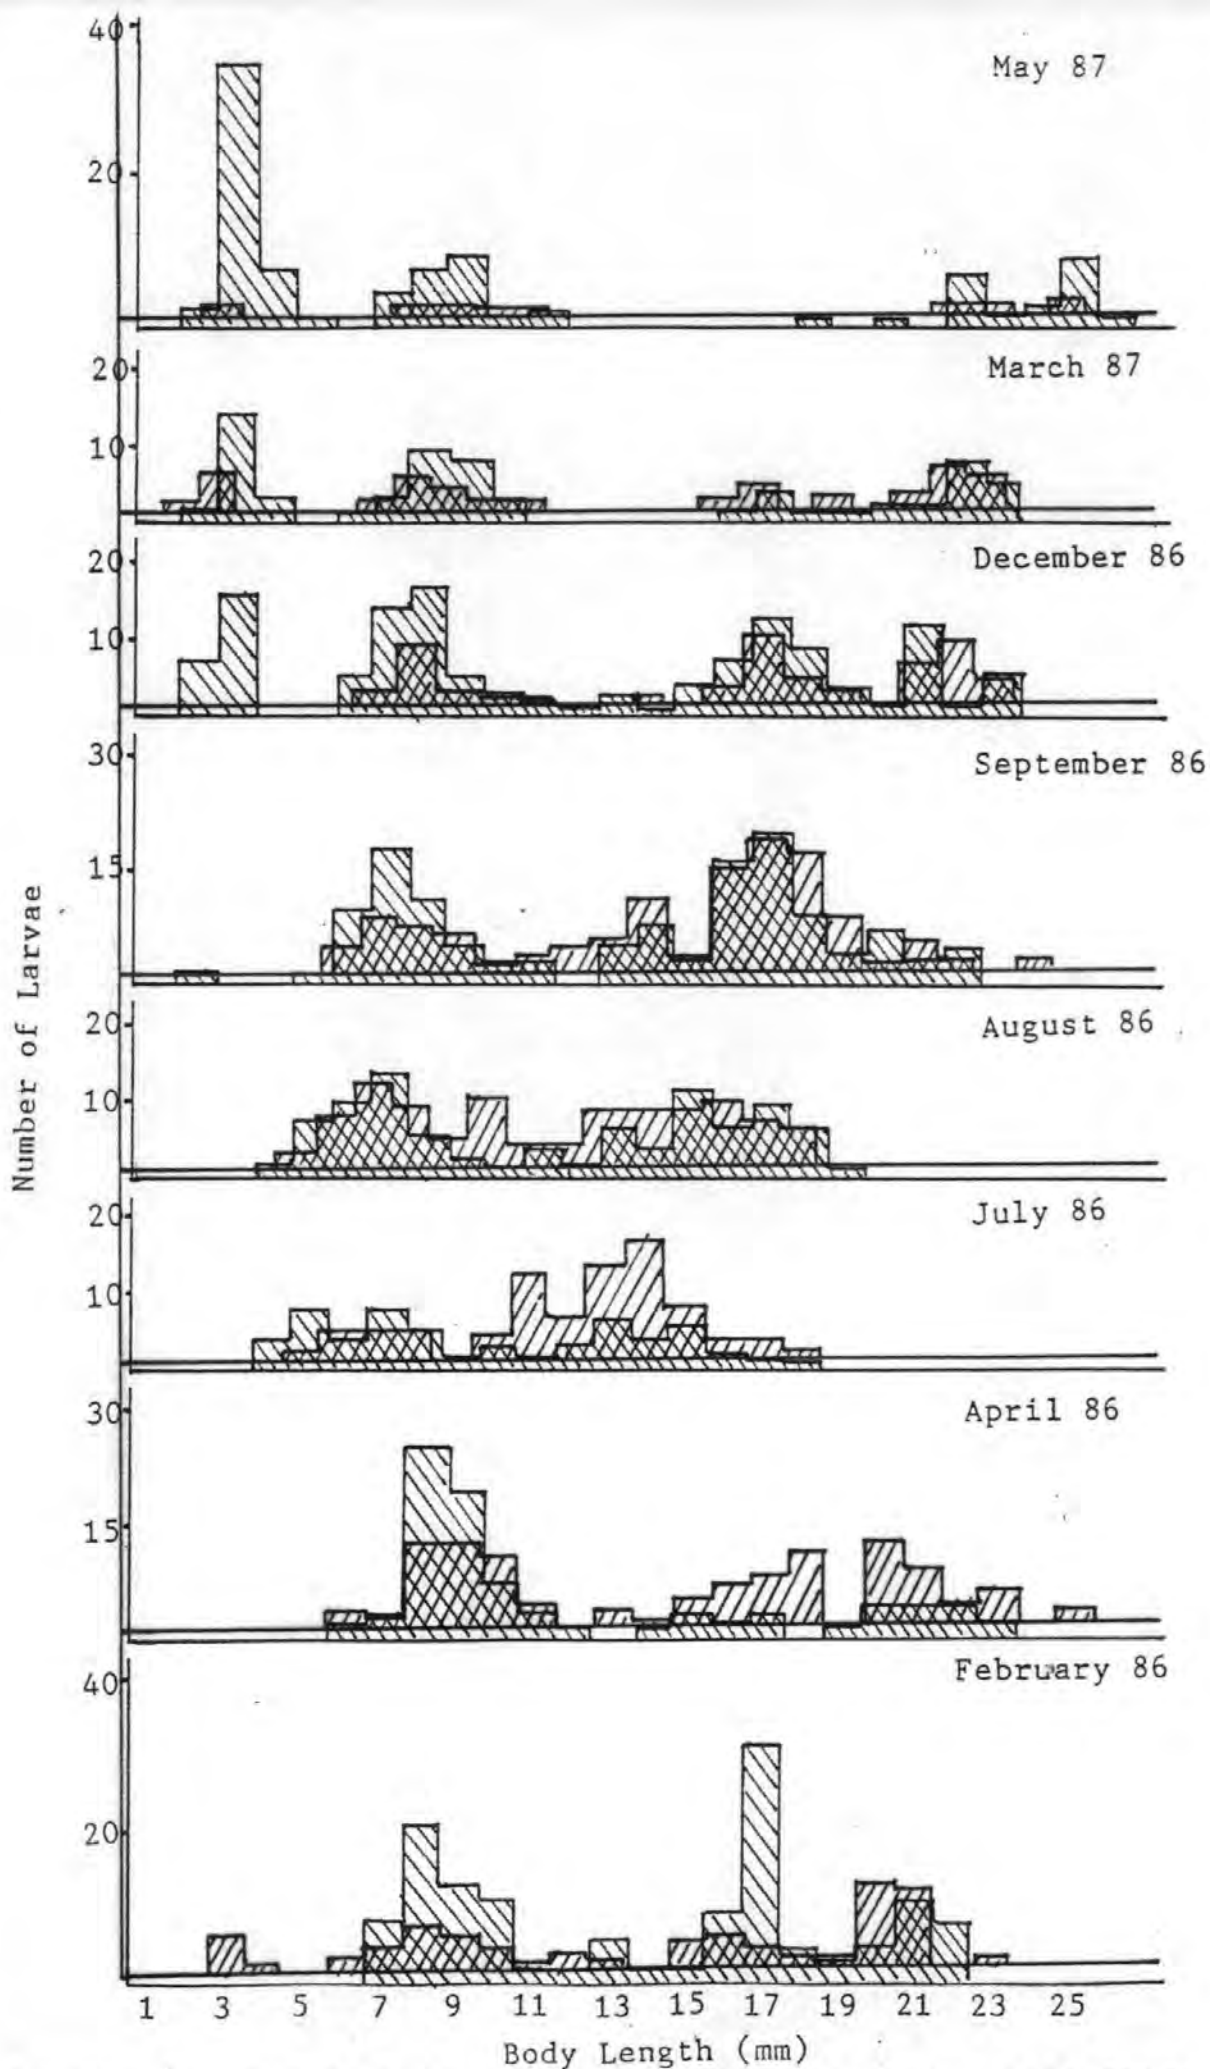 40
May 87
20
20
March 87
10
20
December 86
10
30
September 86
15
Number of Larvae
20
August 86
10
20
July 86
10
30
April 86
15
40
February 86
20
1 3 5 7 9 11 13 15 17 19 21 23 25
Body Length (mm)